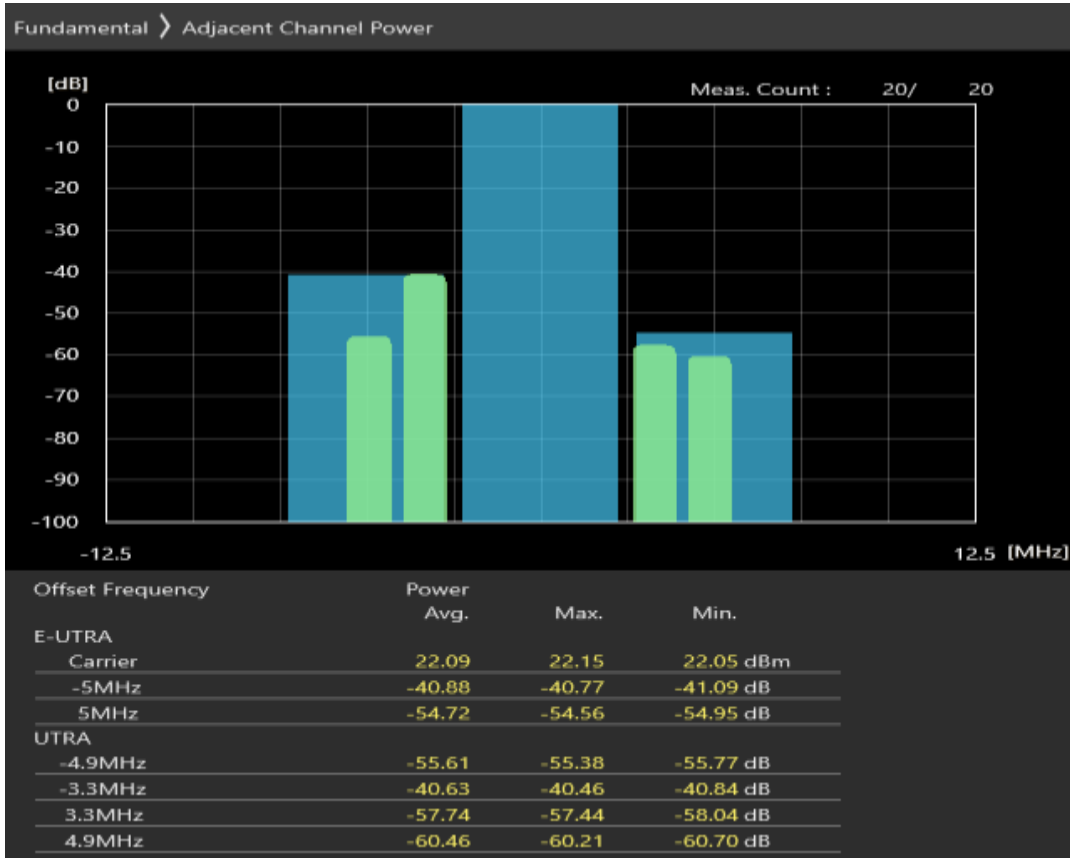 Fundamental 〉 Adjacent Channel Power
[dB]
Meas. Count : 20/ 20
0
-10
-20
-30
-40
-50
-60
-70
-80
-90
-100
-12.5 12.5 [MHz]
Offset Frequency Power
Avg. Max. Min.
E-UTRA
Carrier 22.09 22.15 22.05 dBm
-5MHz -40.88 -40.77 -41.09 dB
5MHz -54.72 -54.56 -54.95 dB
UTRA
-4.9MHz -55.61 -55.38 -55.77 dB
-3.3MHz -40.63 -40.46 -40.84 dB
3.3MHz -57.74 -57.44 -58.04 dB
4.9MHz -60.46 -60.21 -60.70 dB